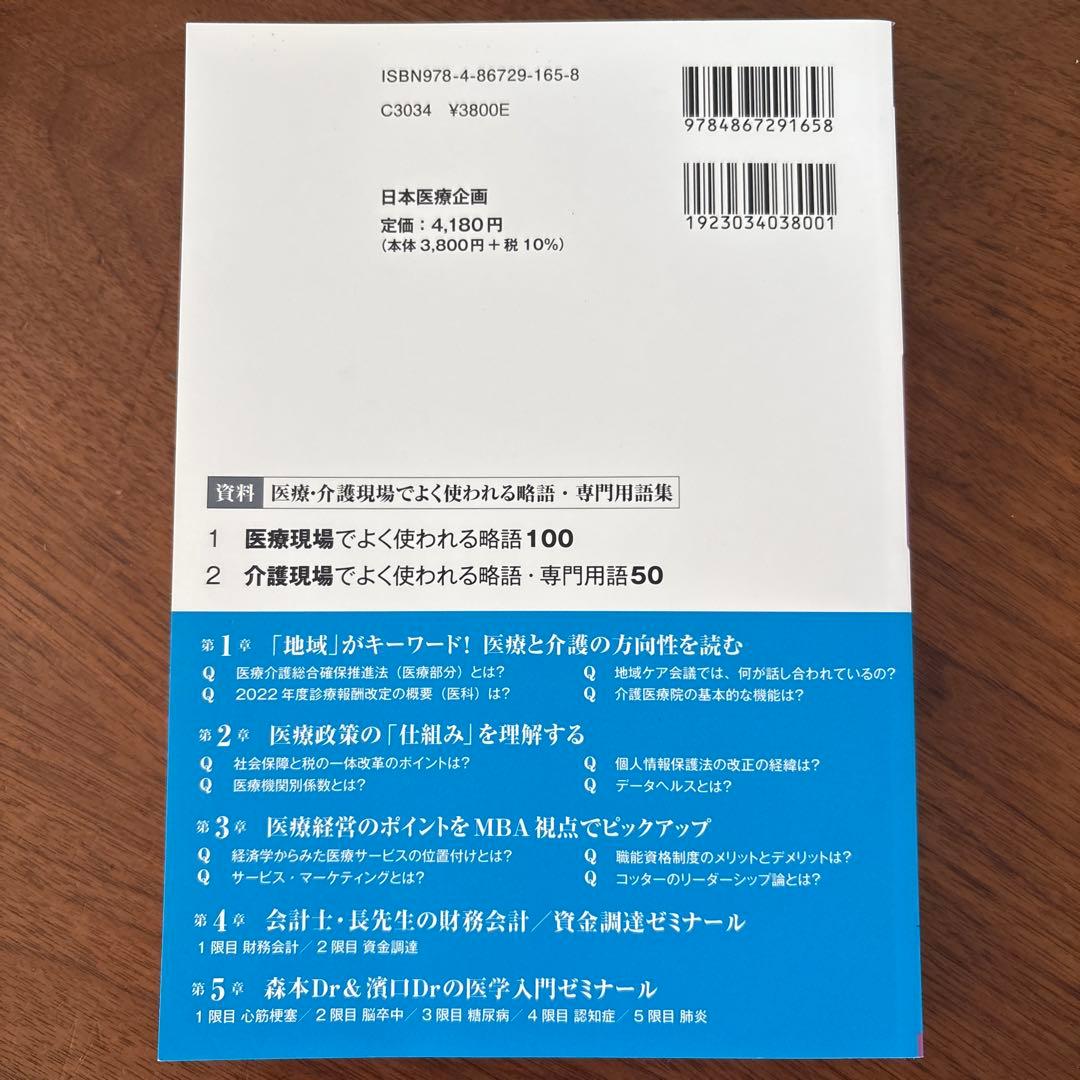 ISBN978-4-86729-165-8
C3034 ¥3800E
9784867291658
1923034038001
日本医療企画
定価：4,180円
（本体 3,800円＋税 10%）
資料 医療・介護現場でよく使われる略語・専門用語集
1 医療現場でよく使われる略語100
2 介護現場でよく使われる略語・専門用語50
第1章 「地域」がキーワード！ 医療と介護の方向性を読む
Q 医療介護総合確保推進法（医療部分）とは？ Q 地域ケア会議では、何が話し合われているの？
Q 2022年度診療報酬改定の概要（医科）は？ Q 介護医療院の基本的な機能は？
第2章 医療政策の「仕組み」を理解する
Q 社会保障と税の一体改革のポイントは？ Q 個人情報保護法の改正の経緯は？
Q 医療機関別係数とは？ Q データヘルスとは？
第3章 医療経営のポイントをMBA視点でピックアップ
Q 経済学からみた医療サービスの位置付けとは？ Q 職能資格制度のメリットとデメリットは？
Q サービス・マーケティングとは？ Q コッターのリーダーシップ論とは？
第4章 会計士・長先生の財務会計／資金調達ゼミナール
1限目 財務会計／2限目 資金調達
第5章 森本Dr＆濱口Drの医学入門ゼミナール
1限目 心筋梗塞／2限目 脳卒中／3限目 糖尿病／4限目 認知症／5限目 肺炎